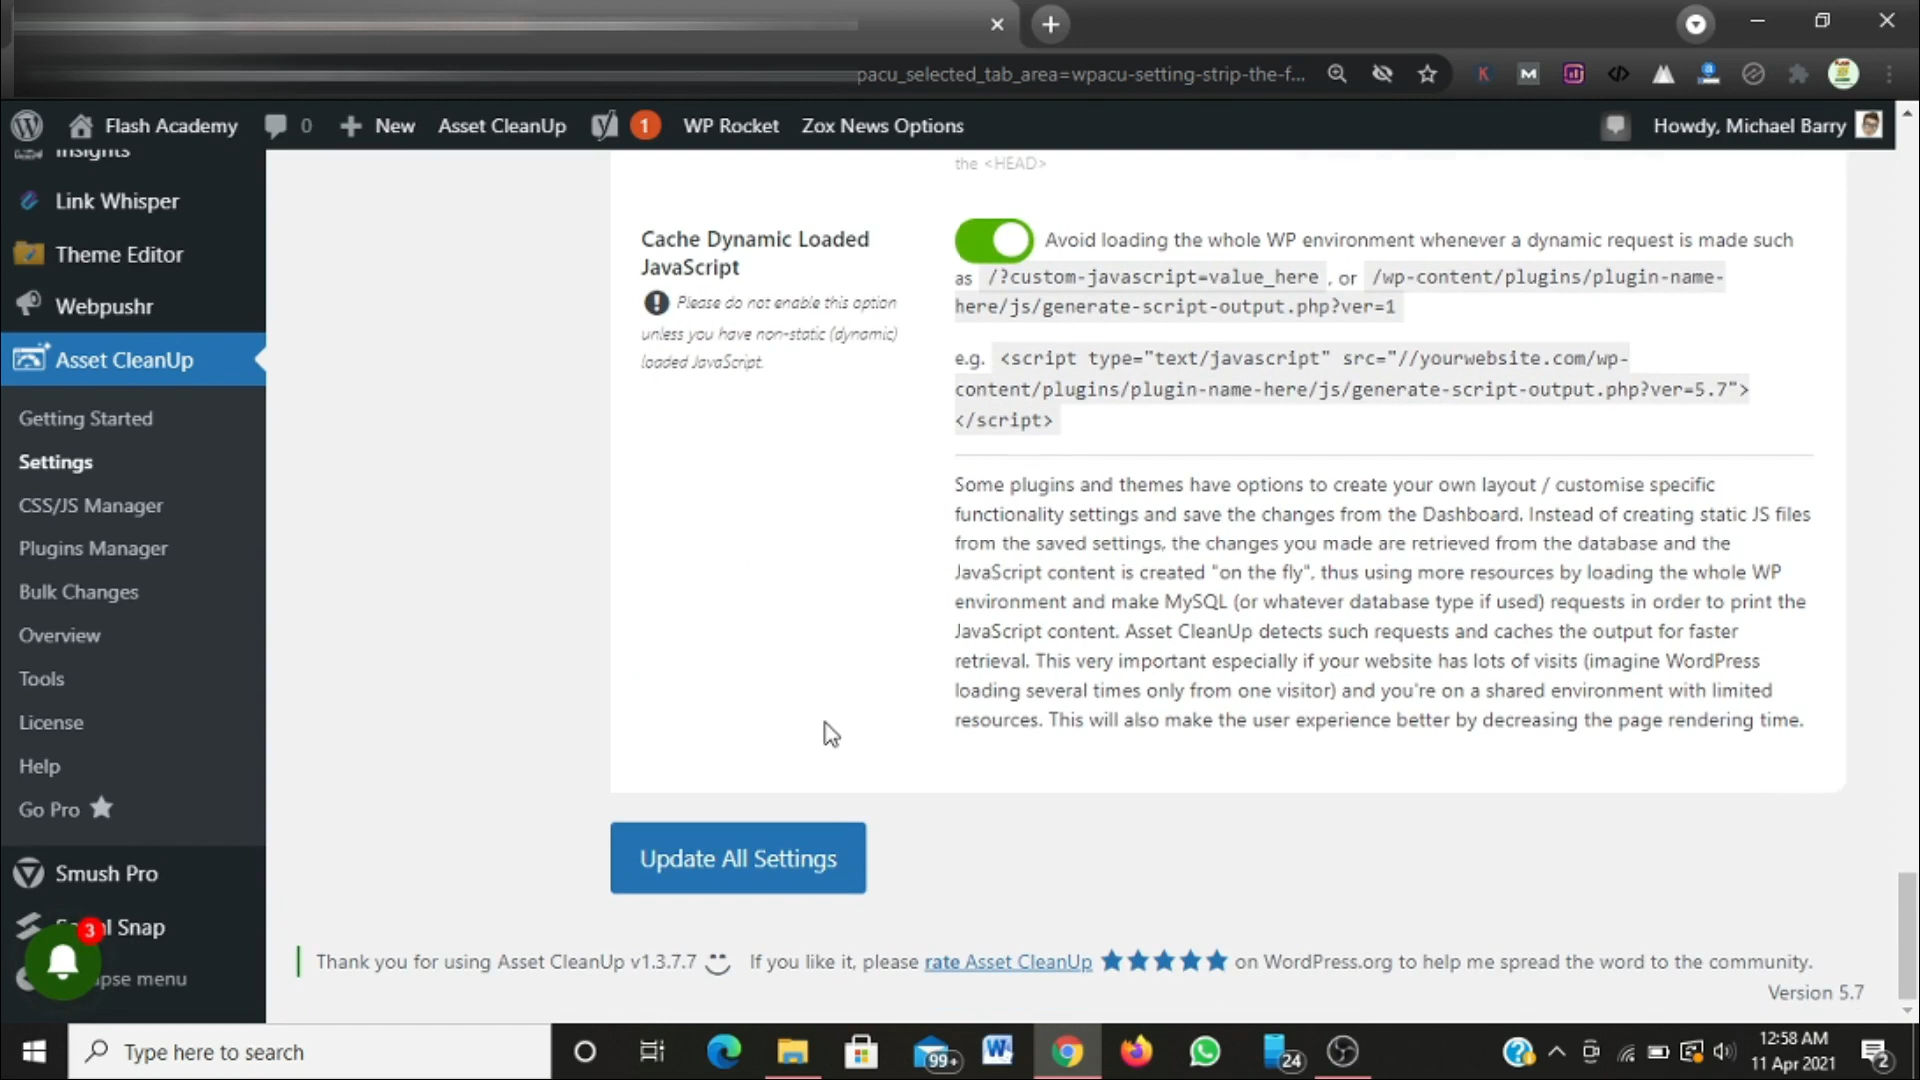 pacu_selected_tab_area=wpacu-setting-strip-the-f...
Flash Academy
0
New
Asset CleanUp
1
WP Rocket
Zox News Options
Howdy, Michael Barry
Insights
Link Whisper
Theme Editor
Webpushr
Asset CleanUp
Getting Started
Settings
CSS/JS Manager
Plugins Manager
Bulk Changes
Overview
Tools
License
Help
Go Pro
Smush Pro
3
l Snap
pse menu
the <HEAD>
Cache Dynamic Loaded
JavaScript
Please do not enable this option
unless you have non-static (dynamic)
loaded JavaScript.
Avoid loading the whole WP environment whenever a dynamic request is made such
as /?custom-javascript=value_here , or /wp-content/plugins/plugin-name-
here/js/generate-script-output.php?ver=1
e.g. <script type="text/javascript" src="//yourwebsite.com/wp-
content/plugins/plugin-name-here/js/generate-script-output.php?ver=5.7">
</script>
Some plugins and themes have options to create your own layout / customise specific
functionality settings and save the changes from the Dashboard. Instead of creating static JS files
from the saved settings, the changes you made are retrieved from the database and the
JavaScript content is created "on the fly", thus using more resources by loading the whole WP
environment and make MySQL (or whatever database type if used) requests in order to print the
JavaScript content. Asset CleanUp detects such requests and caches the output for faster
retrieval. This very important especially if your website has lots of visits (imagine WordPress
loading several times only from one visitor) and you're on a shared environment with limited
resources. This will also make the user experience better by decreasing the page rendering time.
Update All Settings
Thank you for using Asset CleanUp v1.3.7.7 If you like it, please rate Asset CleanUp on WordPress.org to help me spread the word to the community.
Version 5.7
Type here to search
99+
24
12:58 AM
11 Apr 2021
2